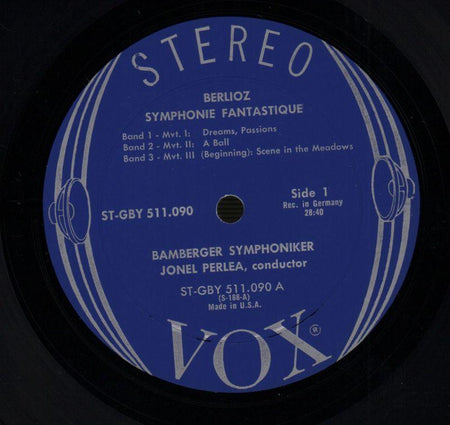 STEREO
BERLIOZ
SYMPHONIE FANTASTIQUE
Band 1 - Mvt. I: Dreams, Passions
Band 2 - Mvt. II: A Ball
Band 3 - Mvt. III (Beginning): Scene in the Meadows
ST-GBY 511.090
Side 1
Rec. in Germany
28:40
BAMBERGER SYMPHONIKER
JONEL PERLEA, conductor
ST-GBY 511.090 A
(S-186-A)
Made in U.S.A.
VOX ®